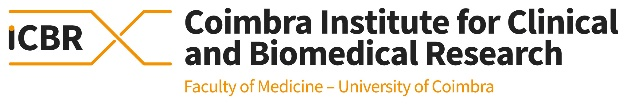 iCBR
Coimbra Institute for Clinical
and Biomedical Research
Faculty of Medicine – University of Coimbra